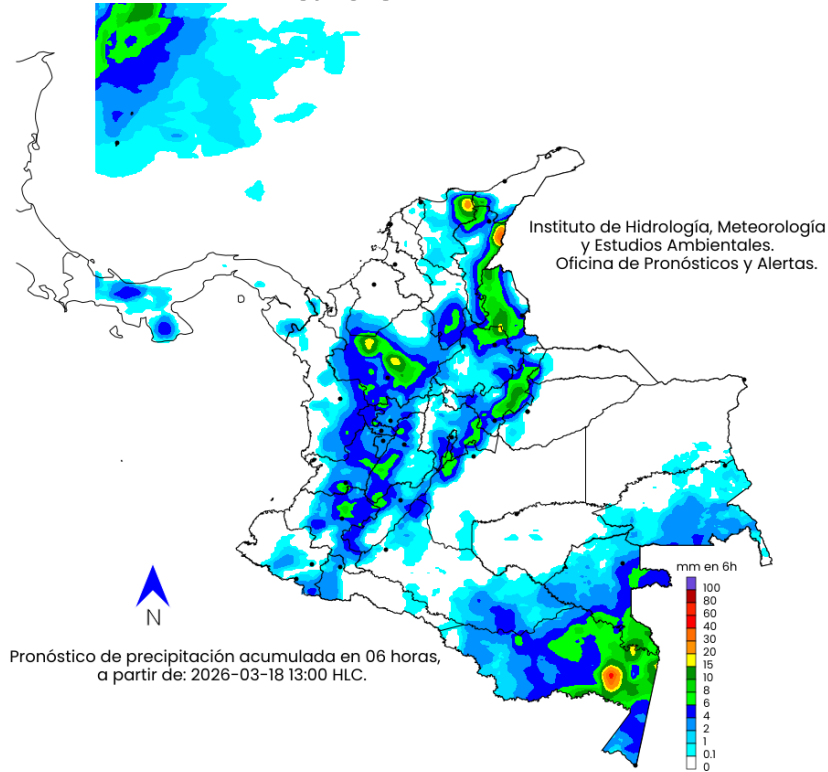 Instituto de Hidrología, Meteorología
y Estudios Ambientales.
Oficina de Pronósticos y Alertas.
mm en 6h
100
80
60
40
30
20
15
10
8
6
4
2
1
0.1
0
N
Pronóstico de precipitación acumulada en 06 horas,
a partir de: 2026-03-18 13:00 HLC.